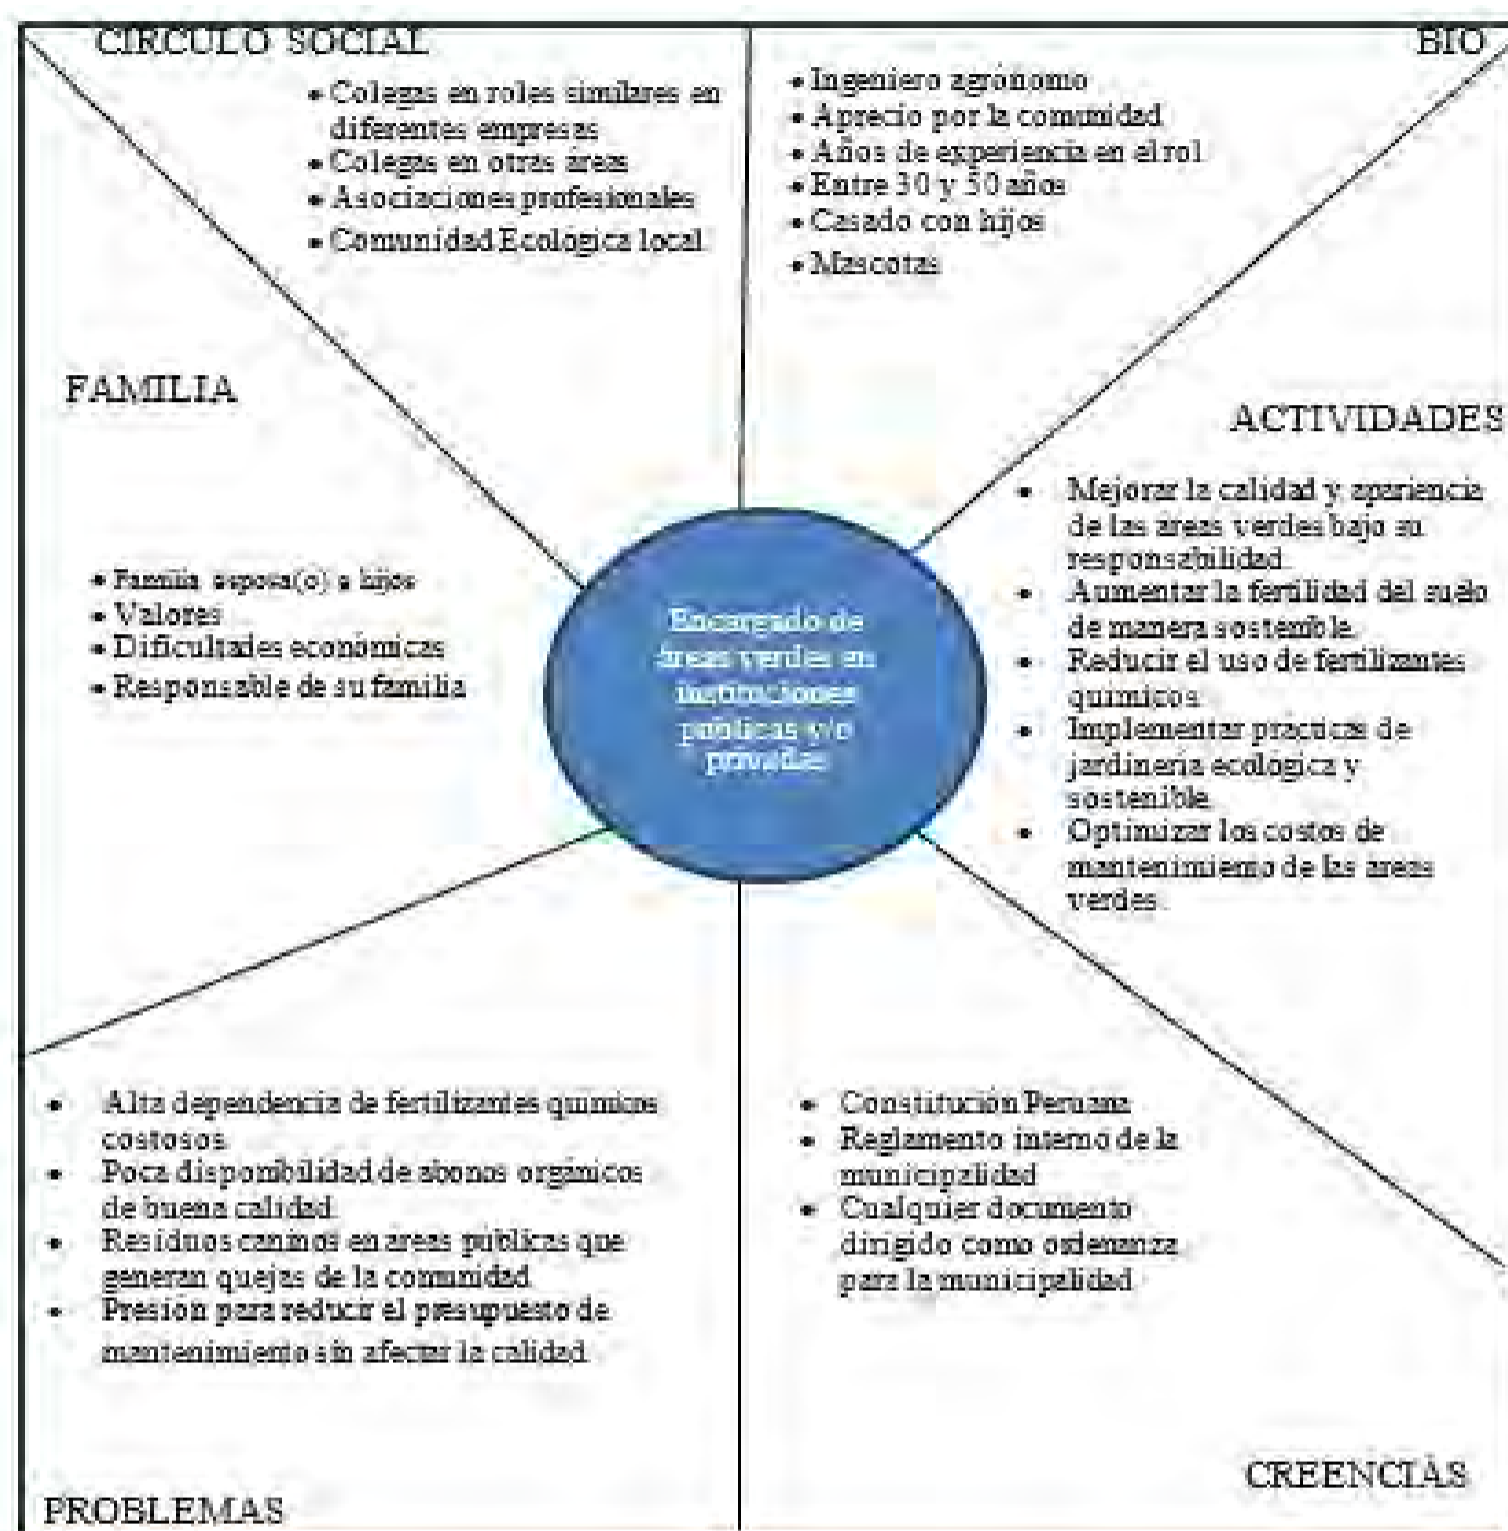 CÍRCULO SOCIAL
• Colegas en roles similares en
diferentes empresas
• Colegas en otras áreas
• Asociaciones profesionales
• Comunidad Ecológica local
BIO
• Ingeniero agrónomo
• Aprecio por la comunidad
• Años de experiencia en el rol
• Entre 30 y 50 años
• Casado con hijos
• Mascotas
FAMILIA
• Familia esposa(o) e hijos
• Valores
• Dificultades económicas
• Responsable de su familia
Encargado de
áreas verdes en
instituciones
públicas y/o
privadas
ACTIVIDADES
• Mejorar la calidad y apariencia
de las áreas verdes bajo su
responsabilidad.
• Aumentar la fertilidad del suelo
de manera sostenible.
• Reducir el uso de fertilizantes
químicos.
• Implementar prácticas de
jardinería ecológica y
sostenible.
• Optimizar los costos de
mantenimiento de las áreas
verdes.
• Alta dependencia de fertilizantes químicos
costosos.
• Poca disponibilidad de abonos orgánicos
de buena calidad.
• Residuos caninos en áreas públicas que
generan quejas de la comunidad.
• Presión para reducir el presupuesto de
mantenimiento sin afectar la calidad.
PROBLEMAS
• Constitución Peruana
• Reglamento interno de la
municipalidad
• Cualquier documento
dirigido como ordenanza
para la municipalidad
CREENCIAS